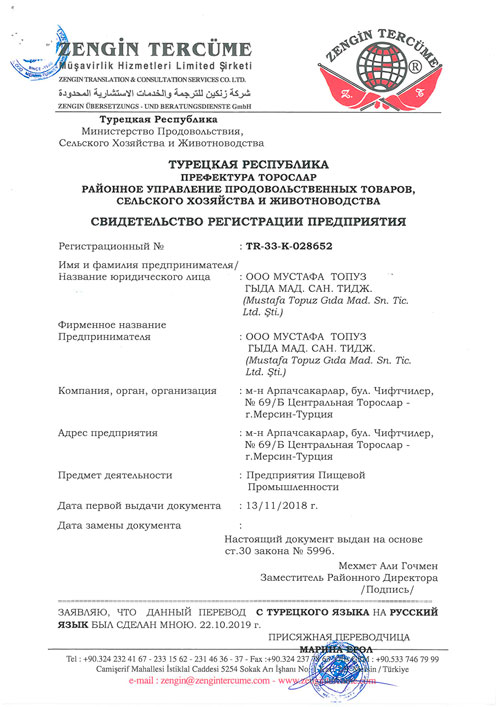 ZENGİN TERCÜME
Müşavirlik Hizmetleri Limited Şirketi
ZENGIN TRANSLATION & CONSULTATION SERVICES CO. LTD.
شركة زنكين للترجمة والخدمات الاستشارية المحدودة
ZENGIN ÜBERSETZUNGS - UND BERATUNGSDIENSTE GmbH
ZENGİN TERCÜME
®
Z.
T.
Турецкая Республика
Министерство Продовольствия,
Сельского Хозяйства и Животноводства
ТУРЕЦКАЯ РЕСПУБЛИКА
ПРЕФЕКТУРА ТОРОСЛАР
РАЙОННОЕ УПРАВЛЕНИЕ ПРОДОВОЛЬСТВЕННЫХ ТОВАРОВ,
СЕЛЬСКОГО ХОЗЯЙСТВА И ЖИВОТНОВОДСТВА
СВИДЕТЕЛЬСТВО РЕГИСТРАЦИИ ПРЕДПРИЯТИЯ
Регистрационный № : TR-33-K-028652
Имя и фамилия предпринимателя/
Название юридического лица : ООО МУСТАФА ТОПУЗ
ГЫДА МАД. САН. ТИДЖ.
(Mustafa Topuz Gıda Mad. Sn. Tic.
Ltd. Şti.)
Фирменное название
Предпринимателя : ООО МУСТАФА ТОПУЗ
ГЫДА МАД. САН. ТИДЖ.
(Mustafa Topuz Gıda Mad. Sn. Tic.
Ltd. Şti.)
Компания, орган, организация : м-н Арпачсакарлар, бул. Чифтчилер,
№ 69/Б Центральная Торослар -
г.Мерсин-Турция
Адрес предприятия : м-н Арпачсакарлар, бул. Чифтчилер,
№ 69/Б Центральная Торослар -
г.Мерсин-Турция
Предмет деятельности : Предприятия Пищевой
Промышленности
Дата первой выдачи документа : 13/11/2018 г.
Дата замены документа :
Настоящий документ выдан на основе
ст.30 закона № 5996.
Мехмет Али Гочмен
Заместитель Районного Директора
/Подпись/
ЗАЯВЛЯЮ, ЧТО ДАННЫЙ ПЕРЕВОД С ТУРЕЦКОГО ЯЗЫКА НА РУССКИЙ
ЯЗЫК БЫЛ СДЕЛАН МНОЮ. 22.10.2019 г.
ПРИСЯЖНАЯ ПЕРЕВОДЧИЦА
МАРИНА ЕРОЛ
Tel : +90.324 232 41 67 - 233 15 62 - 231 46 36 - 37 - Fax :+90.324 237 : +90.533 746 79 99
Camişerif Mahallesi İstiklal Caddesi 5254 Sokak Arı İşhanı No: / Türkiye
e-mail : zengin@zengintercume.com - www.zengintercume.com